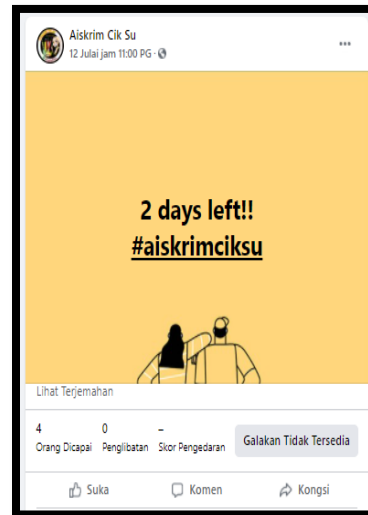 Aiskrim Cik Su
12 Julai jam 11:00 PG ·
...
2 days left!!
#aiskrimciksu
Lihat Terjemahan
4 0 –
Orang Dicapai Penglibatan Skor Pengedaran Galakan Tidak Tersedia
Suka Komen Kongsi